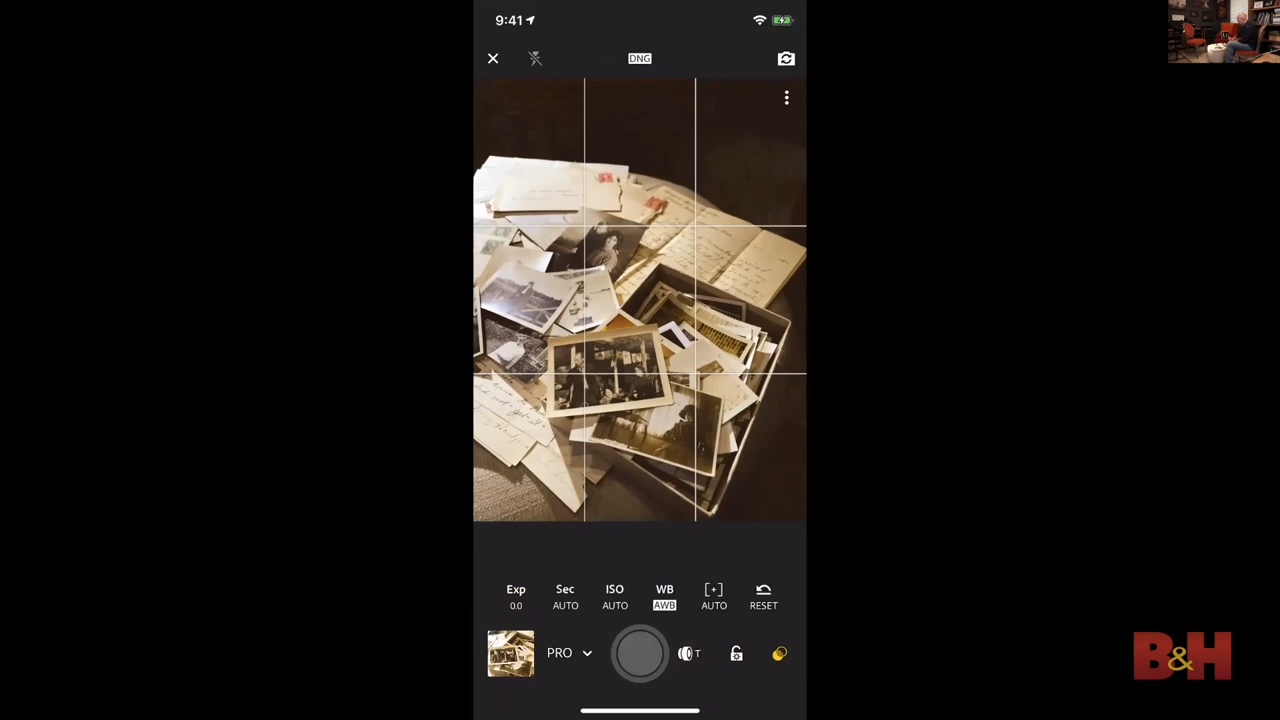 9:41
DNG
Exp Sec ISO WB [+] 
0.0 AUTO AUTO AWB AUTO RESET
PRO T
B&H